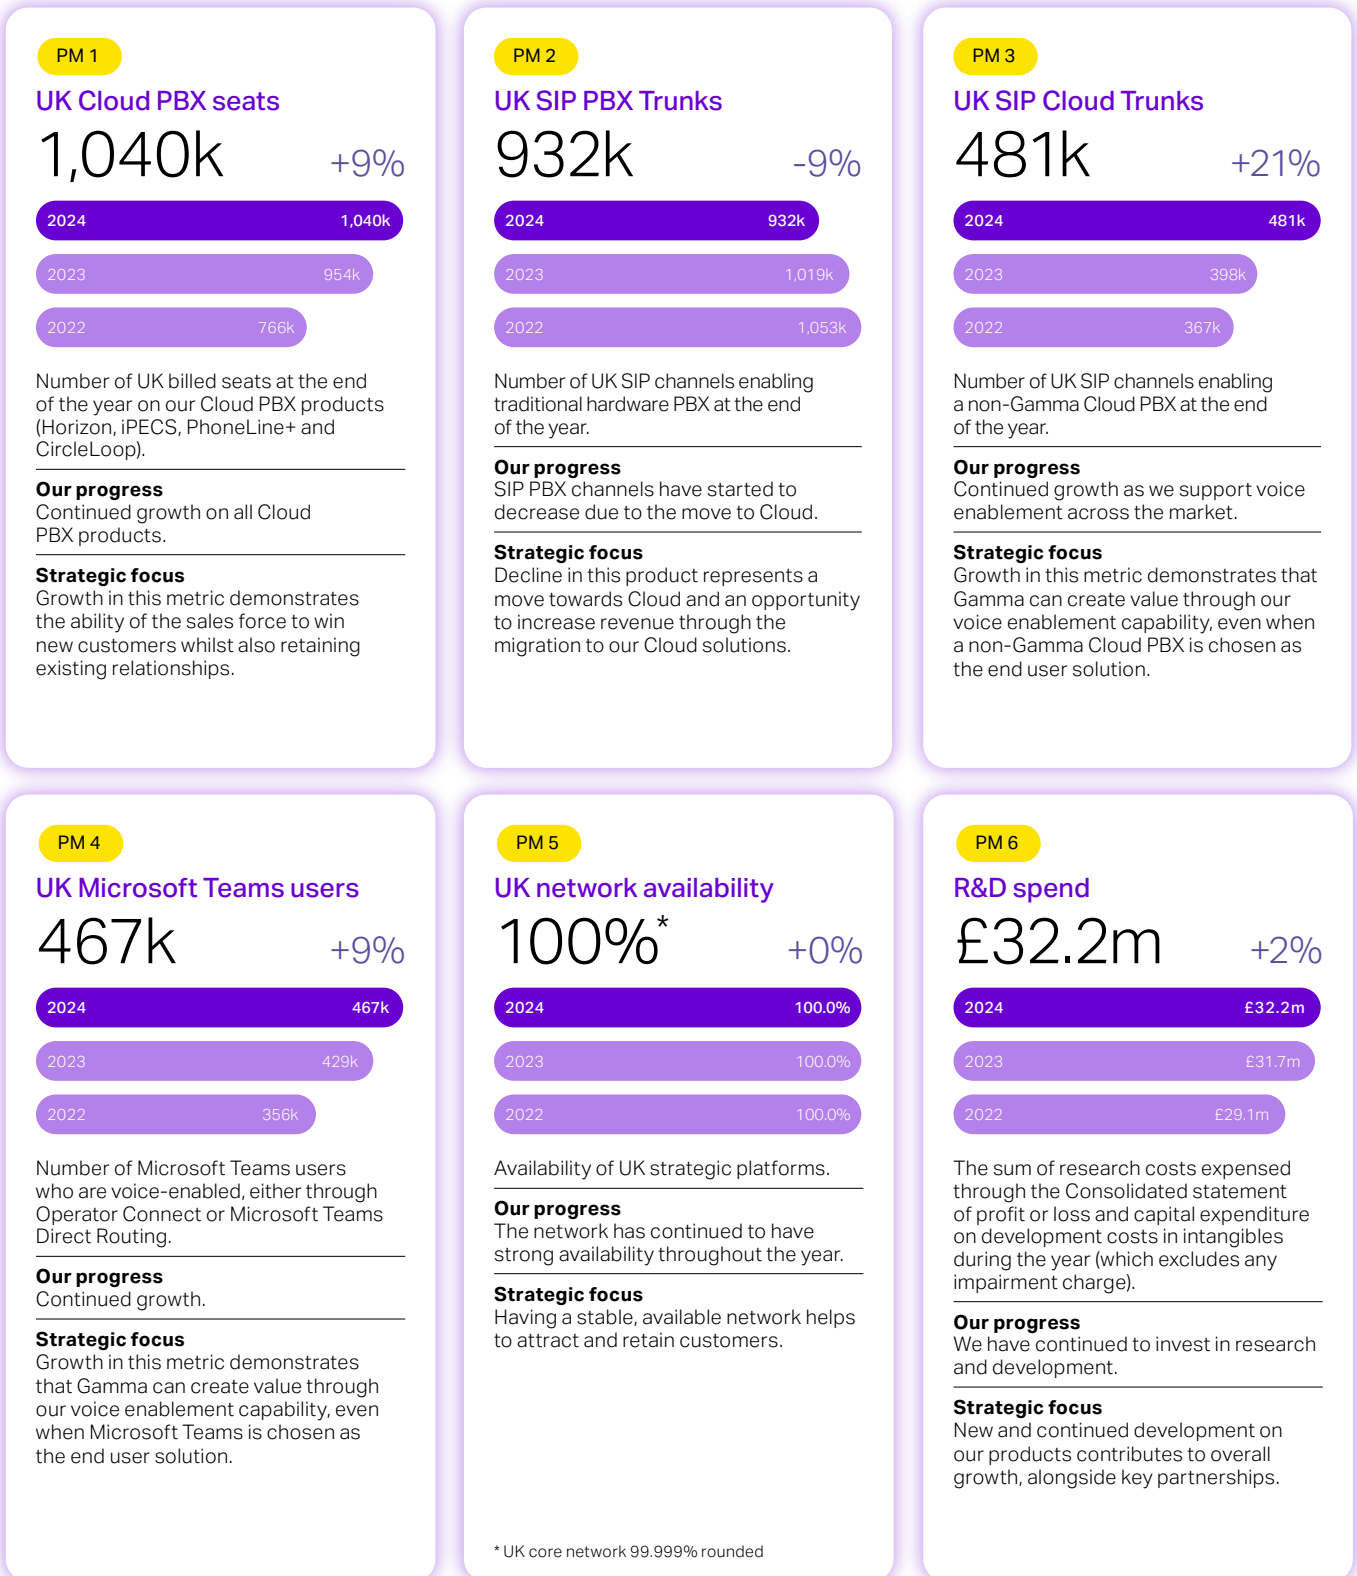 PM 1
UK Cloud PBX seats
1,040k +9%
2024 1,040k
2023 954k
2022 766k
Number of UK billed seats at the end
of the year on our Cloud PBX products
(Horizon, iPECS, PhoneLine+ and
CircleLoop).
Our progress
Continued growth on all Cloud
PBX products.
Strategic focus
Growth in this metric demonstrates
the ability of the sales force to win
new customers whilst also retaining
existing relationships.
PM 2
UK SIP PBX Trunks
932k -9%
2024 932k
2023 1,019k
2022 1,053k
Number of UK SIP channels enabling
traditional hardware PBX at the end
of the year.
Our progress
SIP PBX channels have started to
decrease due to the move to Cloud.
Strategic focus
Decline in this product represents a
move towards Cloud and an opportunity
to increase revenue through the
migration to our Cloud solutions.
PM 3
UK SIP Cloud Trunks
481k +21%
2024 481k
2023 398k
2022 367k
Number of UK SIP channels enabling
a non-Gamma Cloud PBX at the end
of the year.
Our progress
Continued growth as we support voice
enablement across the market.
Strategic focus
Growth in this metric demonstrates that
Gamma can create value through our
voice enablement capability, even when
a non-Gamma Cloud PBX is chosen as
the end user solution.
PM 4
UK Microsoft Teams users
467k +9%
2024 467k
2023 429k
2022 356k
Number of Microsoft Teams users
who are voice-enabled, either through
Operator Connect or Microsoft Teams
Direct Routing.
Our progress
Continued growth.
Strategic focus
Growth in this metric demonstrates
that Gamma can create value through
our voice enablement capability, even
when Microsoft Teams is chosen as
the end user solution.
PM 5
UK network availability
100%* +0%
2024 100.0%
2023 100.0%
2022 100.0%
Availability of UK strategic platforms.
Our progress
The network has continued to have
strong availability throughout the year.
Strategic focus
Having a stable, available network helps
to attract and retain customers.
* UK core network 99.999% rounded
PM 6
R&D spend
£32.2m +2%
2024 £32.2m
2023 £31.7m
2022 £29.1m
The sum of research costs expensed
through the Consolidated statement
of profit or loss and capital expenditure
on development costs in intangibles
during the year (which excludes any
impairment charge).
Our progress
We have continued to invest in research
and development.
Strategic focus
New and continued development on
our products contributes to overall
growth, alongside key partnerships.